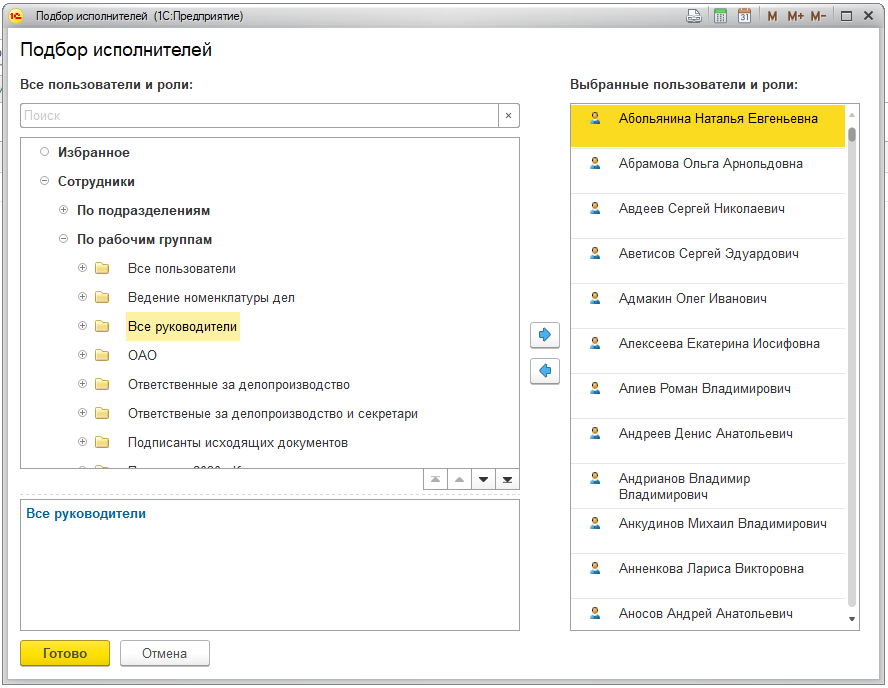 Подбор исполнителей (1С:Предприятие)
31
M M+ M-
Подбор исполнителей
Все пользователи и роли:
Поиск
Избранное
Сотрудники
По подразделениям
По рабочим группам
Все пользователи
Ведение номенклатуры дел
Все руководители
ОАО
Ответственные за делопроизводство
Ответственые за делопроизводство и секретари
Подписанты исходящих документов
Все руководители
Готово
Отмена
Выбранные пользователи и роли:
Абольянина Наталья Евгеньевна
Абрамова Ольга Арнольдовна
Авдеев Сергей Николаевич
Аветисов Сергей Эдуардович
Адмакин Олег Иванович
Алексеева Екатерина Иосифовна
Алиев Роман Владимирович
Андреев Денис Анатольевич
Андрианов Владимир
Владимирович
Анкудинов Михаил Владимирович
Анненкова Лариса Викторовна
Аносов Андрей Анатольевич